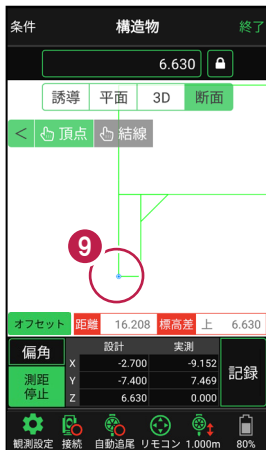 条件 構造物 終了
6.630
誘導 平面 3D 断面
< 頂点 結線
9
オフセット 距離 16.208 標高差 上 6.630
偏角 設計 実測
X -2.700 -9.152
測距停止 Y -7.400 7.469 記録
Z 6.630 0.000
観測設定 接続 自動追尾 リモコン 1.000m 80%